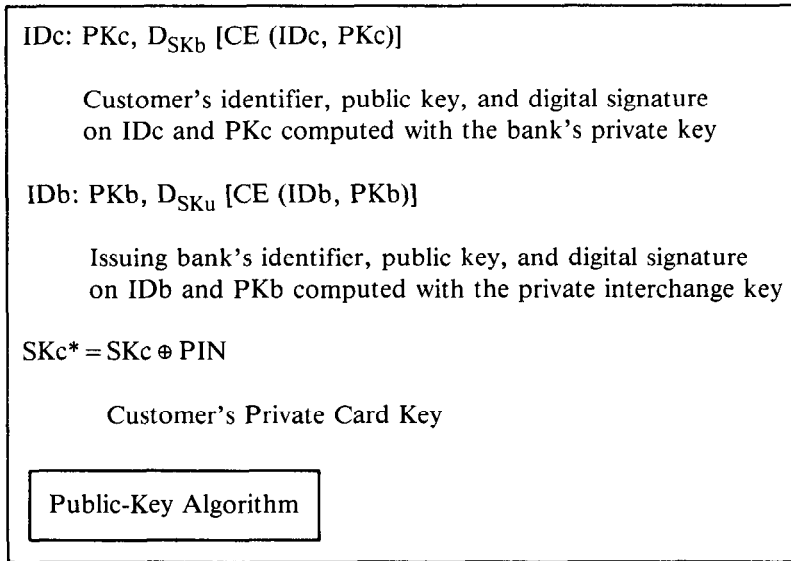 IDc: PKc, D_SKb [CE (IDc, PKc)]
Customer's identifier, public key, and digital signature
on IDc and PKc computed with the bank's private key
IDb: PKb, D_SKu [CE (IDb, PKb)]
Issuing bank's identifier, public key, and digital signature
on IDb and PKb computed with the private interchange key
SKc* = SKc ⊕ PIN
Customer's Private Card Key
Public-Key Algorithm